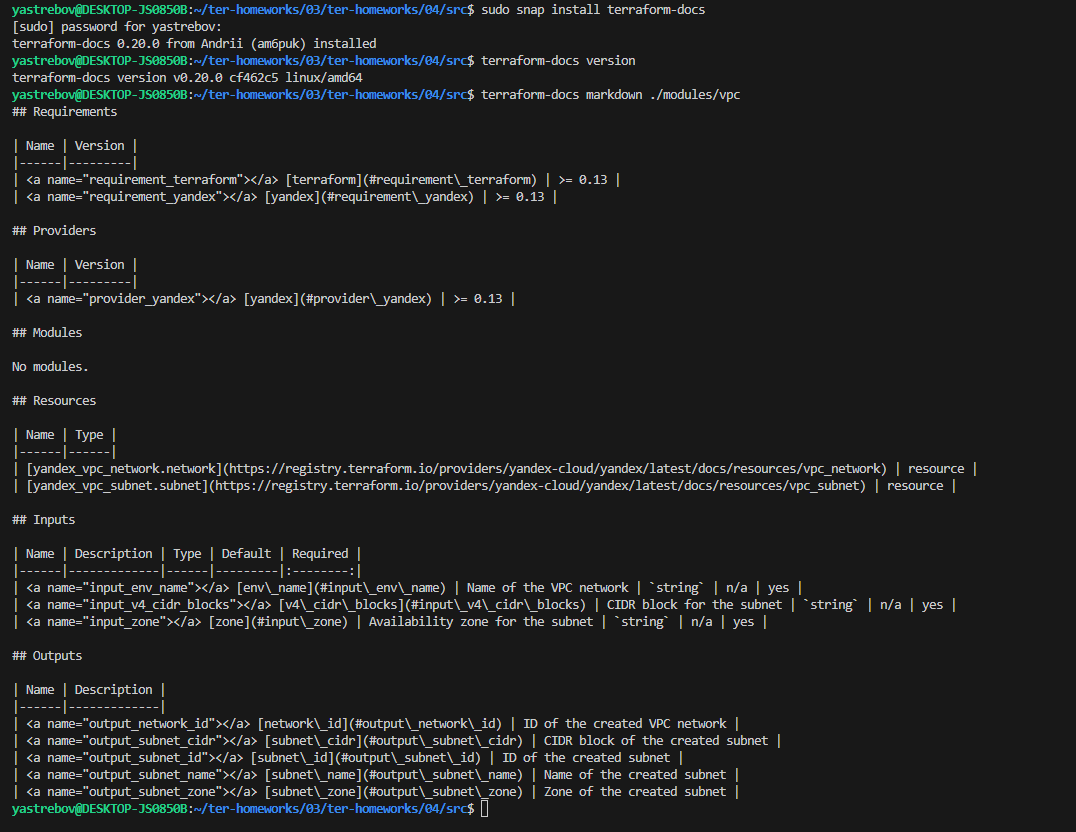 yastrebov@DESKTOP-JS0850B:~/ter-homeworks/03/ter-homeworks/04/src$ sudo snap install terraform-docs
[sudo] password for yastrebov:
terraform-docs 0.20.0 from Andrii (am6puk) installed
yastrebov@DESKTOP-JS0850B:~/ter-homeworks/03/ter-homeworks/04/src$ terraform-docs version
terraform-docs version v0.20.0 cf462c5 linux/amd64
yastrebov@DESKTOP-JS0850B:~/ter-homeworks/03/ter-homeworks/04/src$ terraform-docs markdown ./modules/vpc
## Requirements

| Name | Version |
|------|---------|
| <a name="requirement_terraform"></a> [terraform](#requirement\_terraform) | >= 0.13 |
| <a name="requirement_yandex"></a> [yandex](#requirement\_yandex) | >= 0.13 |

## Providers

| Name | Version |
|------|---------|
| <a name="provider_yandex"></a> [yandex](#provider\_yandex) | >= 0.13 |

## Modules

No modules.

## Resources

| Name | Type |
|------|------|
| [yandex_vpc_network.network](https://registry.terraform.io/providers/yandex-cloud/yandex/latest/docs/resources/vpc_network) | resource |
| [yandex_vpc_subnet.subnet](https://registry.terraform.io/providers/yandex-cloud/yandex/latest/docs/resources/vpc_subnet) | resource |

## Inputs

| Name | Description | Type | Default | Required |
|------|-------------|------|---------|:--------:|
| <a name="input_env_name"></a> [env\_name](#input\_env\_name) | Name of the VPC network | `string` | n/a | yes |
| <a name="input_v4_cidr_blocks"></a> [v4\_cidr\_blocks](#input\_v4\_cidr\_blocks) | CIDR block for the subnet | `string` | n/a | yes |
| <a name="input_zone"></a> [zone](#input\_zone) | Availability zone for the subnet | `string` | n/a | yes |

## Outputs

| Name | Description |
|------|-------------|
| <a name="output_network_id"></a> [network\_id](#output\_network\_id) | ID of the created VPC network |
| <a name="output_subnet_cidr"></a> [subnet\_cidr](#output\_subnet\_cidr) | CIDR block of the created subnet |
| <a name="output_subnet_id"></a> [subnet\_id](#output\_subnet\_id) | ID of the created subnet |
| <a name="output_subnet_name"></a> [subnet\_name](#output\_subnet\_name) | Name of the created subnet |
| <a name="output_subnet_zone"></a> [subnet\_zone](#output\_subnet\_zone) | Zone of the created subnet |
yastrebov@DESKTOP-JS0850B:~/ter-homeworks/03/ter-homeworks/04/src$